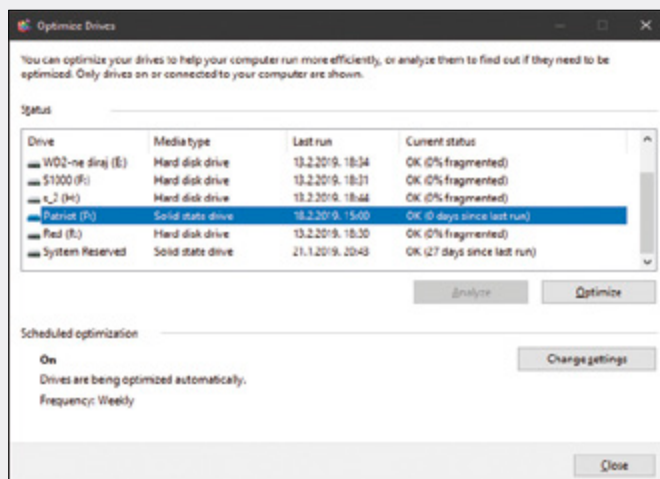 Optimize Drives
You can optimize your drives to help your computer run more efficiently, or analyze them to find out if they need to be
optimized. Only drives on or connected to your computer are shown.
Status
Drive Media type Last run Current status
WD2-ne diraj (E:) Hard disk drive 13.2.2019. 18:34 OK (0% fragmented)
S1000 (F:) Hard disk drive 13.2.2019. 18:31 OK (0% fragmented)
s_2 (H:) Hard disk drive 13.2.2019. 18:44 OK (0% fragmented)
Patriot (P:) Solid state drive 18.2.2019. 15:00 OK (0 days since last run)
Red (R:) Hard disk drive 13.2.2019. 18:30 OK (0% fragmented)
System Reserved Solid state drive 21.1.2019. 20:43 OK (27 days since last run)
Analyze Optimize
Scheduled optimization
On Change settings
Drives are being optimized automatically.
Frequency: Weekly
Close